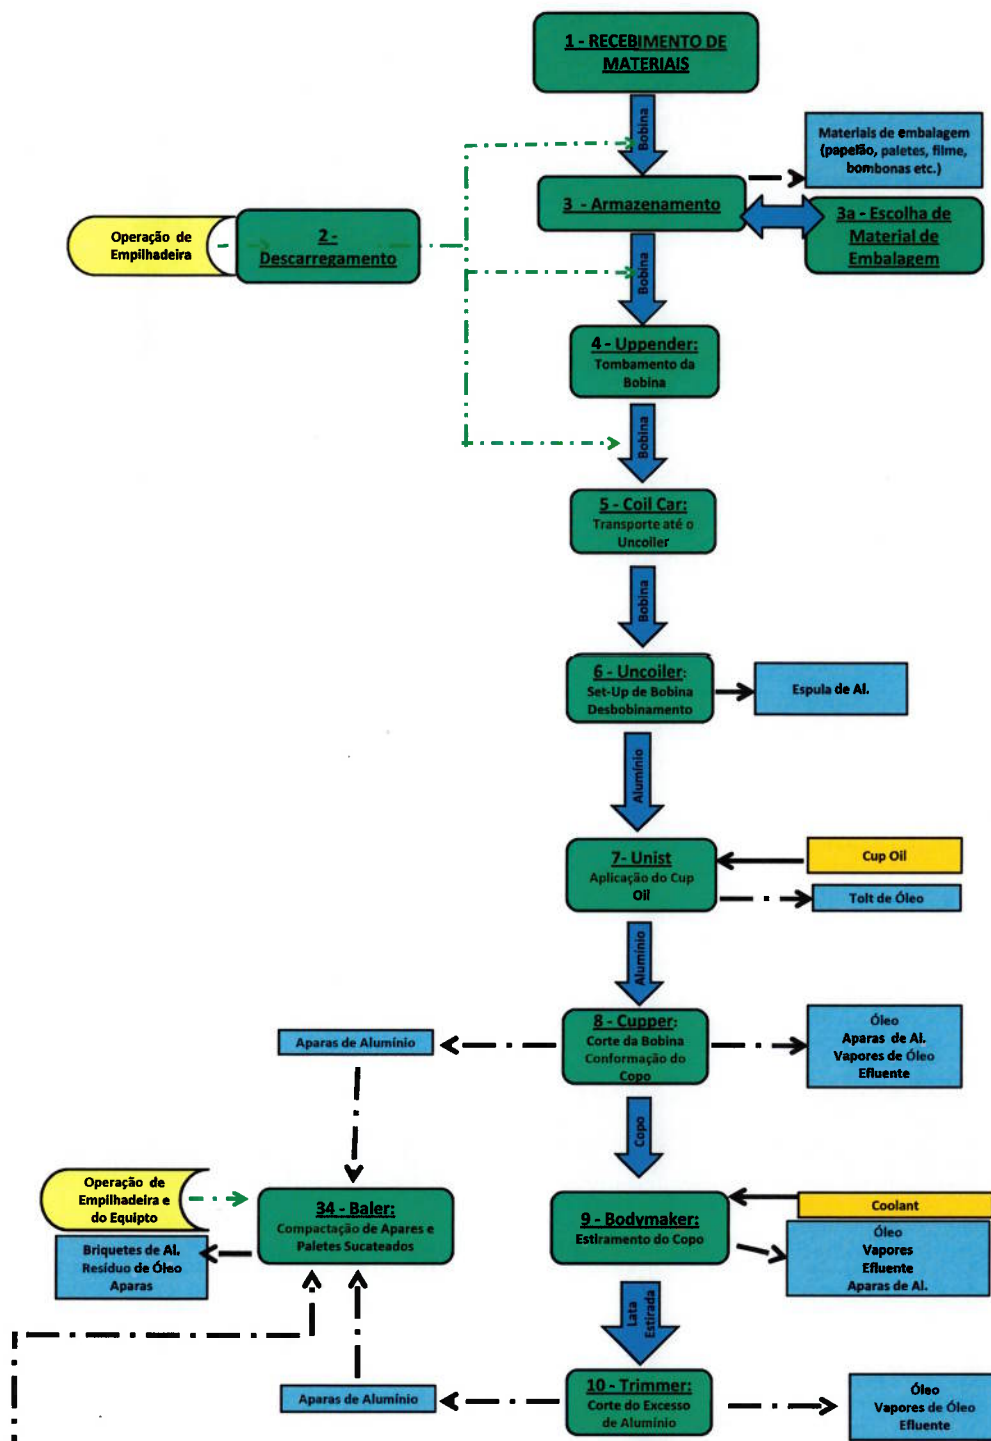 1 - RECEBIMENTO DE
MATERIAIS
Bobina
Materiais de embalagem
(papelão, paletes, filme,
bombonas etc.)
3 - Armazenamento
3a - Escolha de
Material de
Embalagem
Operação de
Empilhadeira
2 -
Descarregamento
Bobina
4 - Uppender:
Tombamento da
Bobina
Bobina
5 - Coil Car:
Transporte até o
Uncoiler
Bobina
6 - Uncoiler:
Set-Up de Bobina
Desbobinamento
Espula de Al.
Alumínio
7- Unist
Aplicação do Cup
Oil
Cup Oil
Tolt de Óleo
Alumínio
8 - Cupper:
Corte da Bobina
Conformação do
Copo
Aparas de Alumínio
Óleo
Aparas de Al.
Vapores de Óleo
Efluente
Copo
Operação de
Empilhadeira e
do Equipto
34 - Baler:
Compactação de Apares e
Paletes Sucateados
Briquetes de Al.
Resíduo de Óleo
Aparas
9 - Bodymaker:
Estiramento do Copo
Coolant
Óleo
Vapores
Efluente
Aparas de Al.
Lata
Estirada
10 - Trimmer:
Corte do Excesso
de Alumínio
Aparas de Alumínio
Óleo
Vapores de Óleo
Efluente